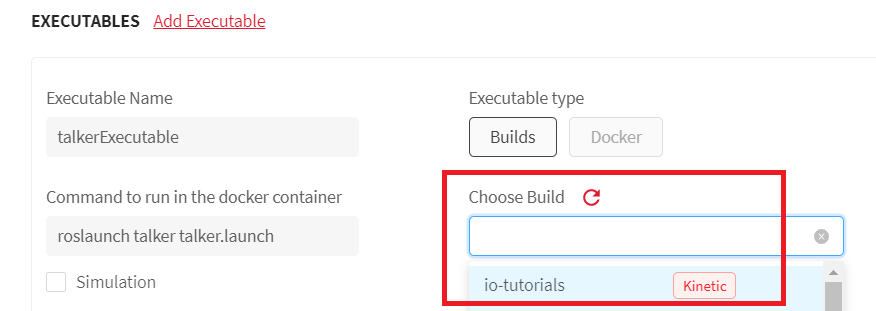 EXECUTABLES Add Executable
Executable Name
talkerExecutable
Executable type
Builds Docker
Command to run in the docker container
roslaunch talker talker.launch
Simulation
Choose Build
io-tutorials Kinetic